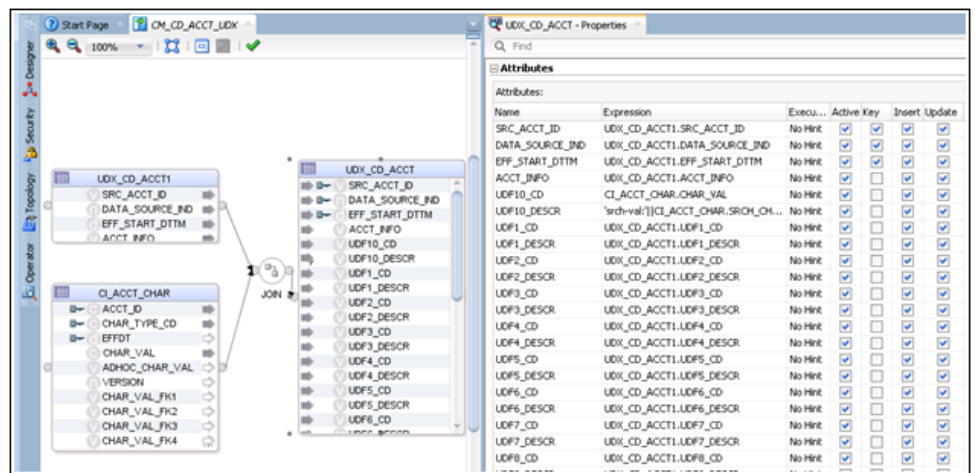 Start Page
CM_CD_ACCT_UDX
100%
Designer
Security
Topology
Operator
UDX_CD_ACCT1
SRC_ACCT_ID
DATA_SOURCE_IND
EFF_START_DTTM
ACCT_INFO
CI_ACCT_CHAR
ACCT_ID
CHAR_TYPE_CD
EFFDT
CHAR_VAL
ADHOC_CHAR_VAL
VERSION
CHAR_VAL_FK1
CHAR_VAL_FK2
CHAR_VAL_FK3
CHAR_VAL_FK4
JOIN
UDX_CD_ACCT
SRC_ACCT_ID
DATA_SOURCE_IND
EFF_START_DTTM
ACCT_INFO
UDF10_CD
UDF10_DESCR
UDF1_CD
UDF1_DESCR
UDF2_CD
UDF2_DESCR
UDF3_CD
UDF3_DESCR
UDF4_CD
UDF4_DESCR
UDF5_CD
UDF5_DESCR
UDF6_CD
UDX_CD_ACCT - Properties
Find
Attributes
Attributes:
Name Expression Execu... Active Key Insert Update
SRC_ACCT_ID UDX_CD_ACCT1.SRC_ACCT_ID No Hint
DATA_SOURCE_IND UDX_CD_ACCT1.DATA_SOURCE_IND No Hint
EFF_START_DTTM UDX_CD_ACCT1.EFF_START_DTTM No Hint
ACCT_INFO UDX_CD_ACCT1.ACCT_INFO No Hint
UDF10_CD CI_ACCT_CHAR.CHAR_VAL No Hint
UDF10_DESCR 'srch-val:'||CI_ACCT_CHAR.SRCH_CH... No Hint
UDF1_CD UDX_CD_ACCT1.UDF1_CD No Hint
UDF1_DESCR UDX_CD_ACCT1.UDF1_DESCR No Hint
UDF2_CD UDX_CD_ACCT1.UDF2_CD No Hint
UDF2_DESCR UDX_CD_ACCT1.UDF2_DESCR No Hint
UDF3_CD UDX_CD_ACCT1.UDF3_CD No Hint
UDF3_DESCR UDX_CD_ACCT1.UDF3_DESCR No Hint
UDF4_CD UDX_CD_ACCT1.UDF4_CD No Hint
UDF4_DESCR UDX_CD_ACCT1.UDF4_DESCR No Hint
UDF5_CD UDX_CD_ACCT1.UDF5_CD No Hint
UDF5_DESCR UDX_CD_ACCT1.UDF5_DESCR No Hint
UDF6_CD UDX_CD_ACCT1.UDF6_CD No Hint
UDF6_DESCR UDX_CD_ACCT1.UDF6_DESCR No Hint
UDF7_CD UDX_CD_ACCT1.UDF7_CD No Hint
UDF7_DESCR UDX_CD_ACCT1.UDF7_DESCR No Hint
UDF8_CD UDX_CD_ACCT1.UDF8_CD No Hint